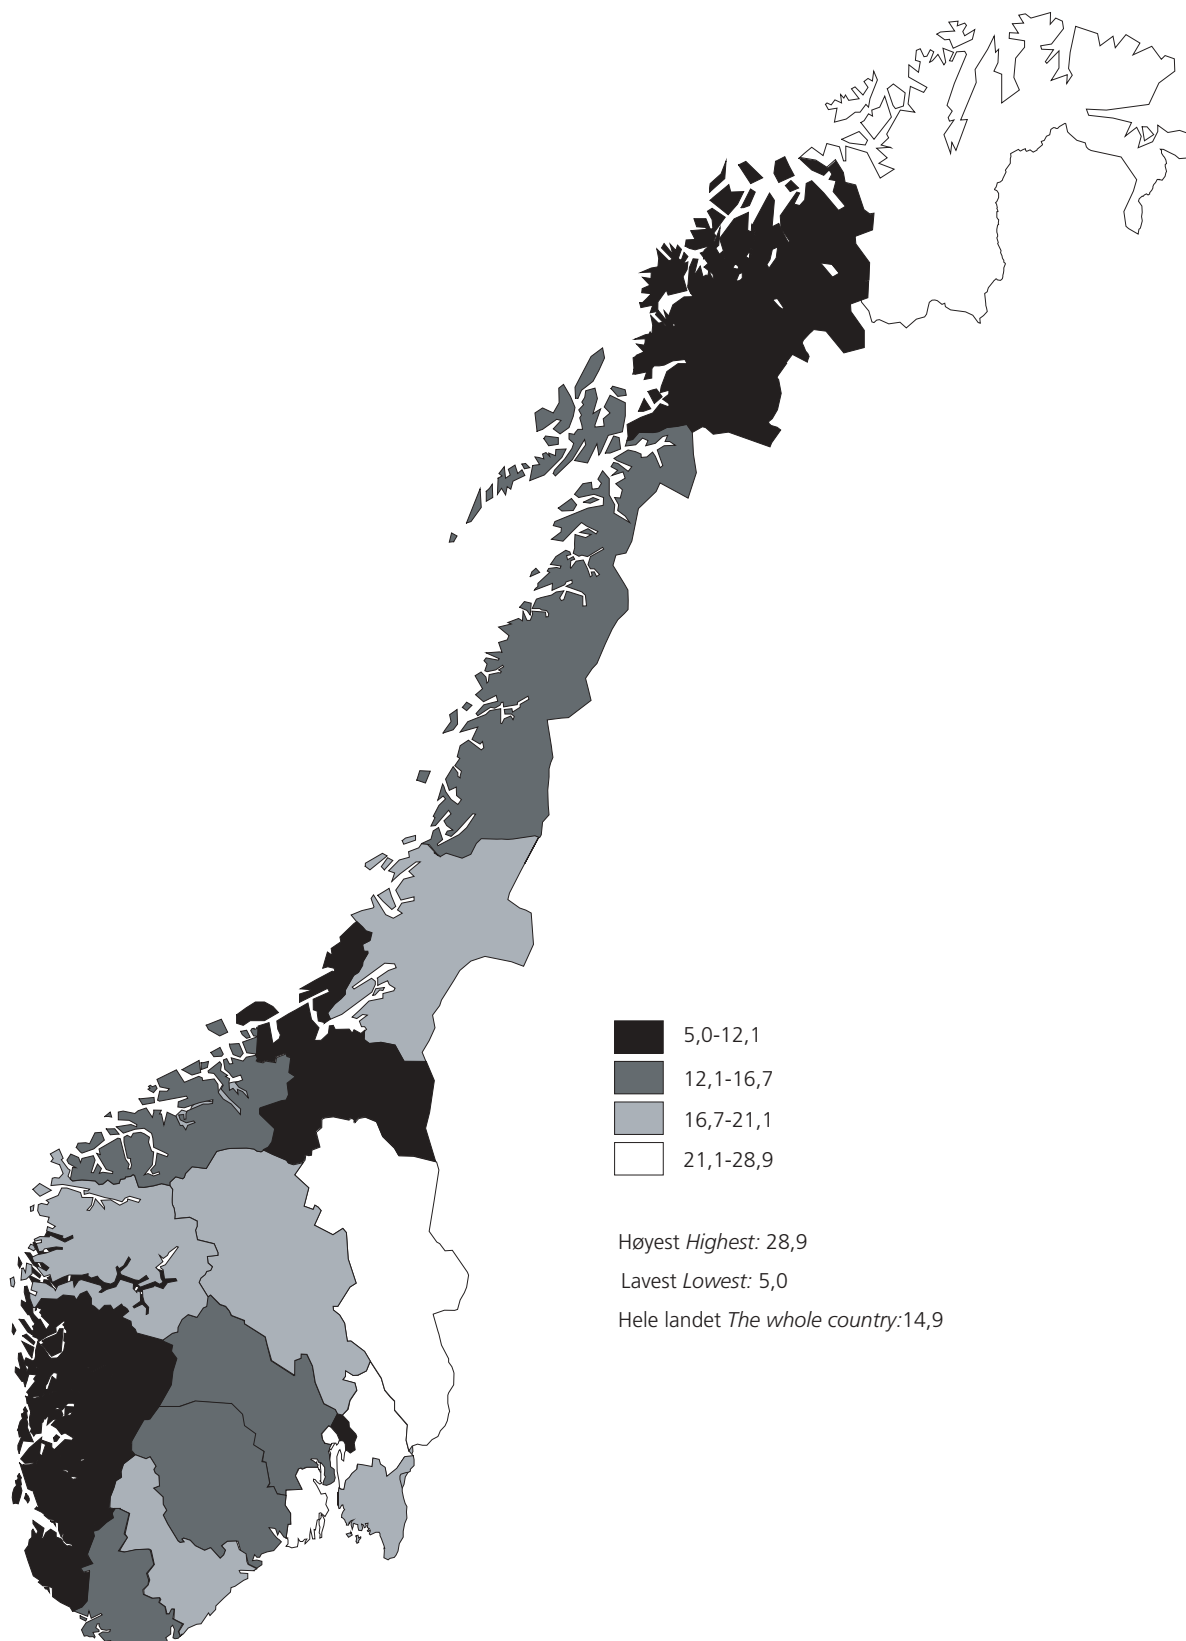 5,0-12,1
12,1-16,7
16,7-21,1
21,1-28,9
Høyest Highest: 28,9
Lavest Lowest: 5,0
Hele landet The whole country:14,9